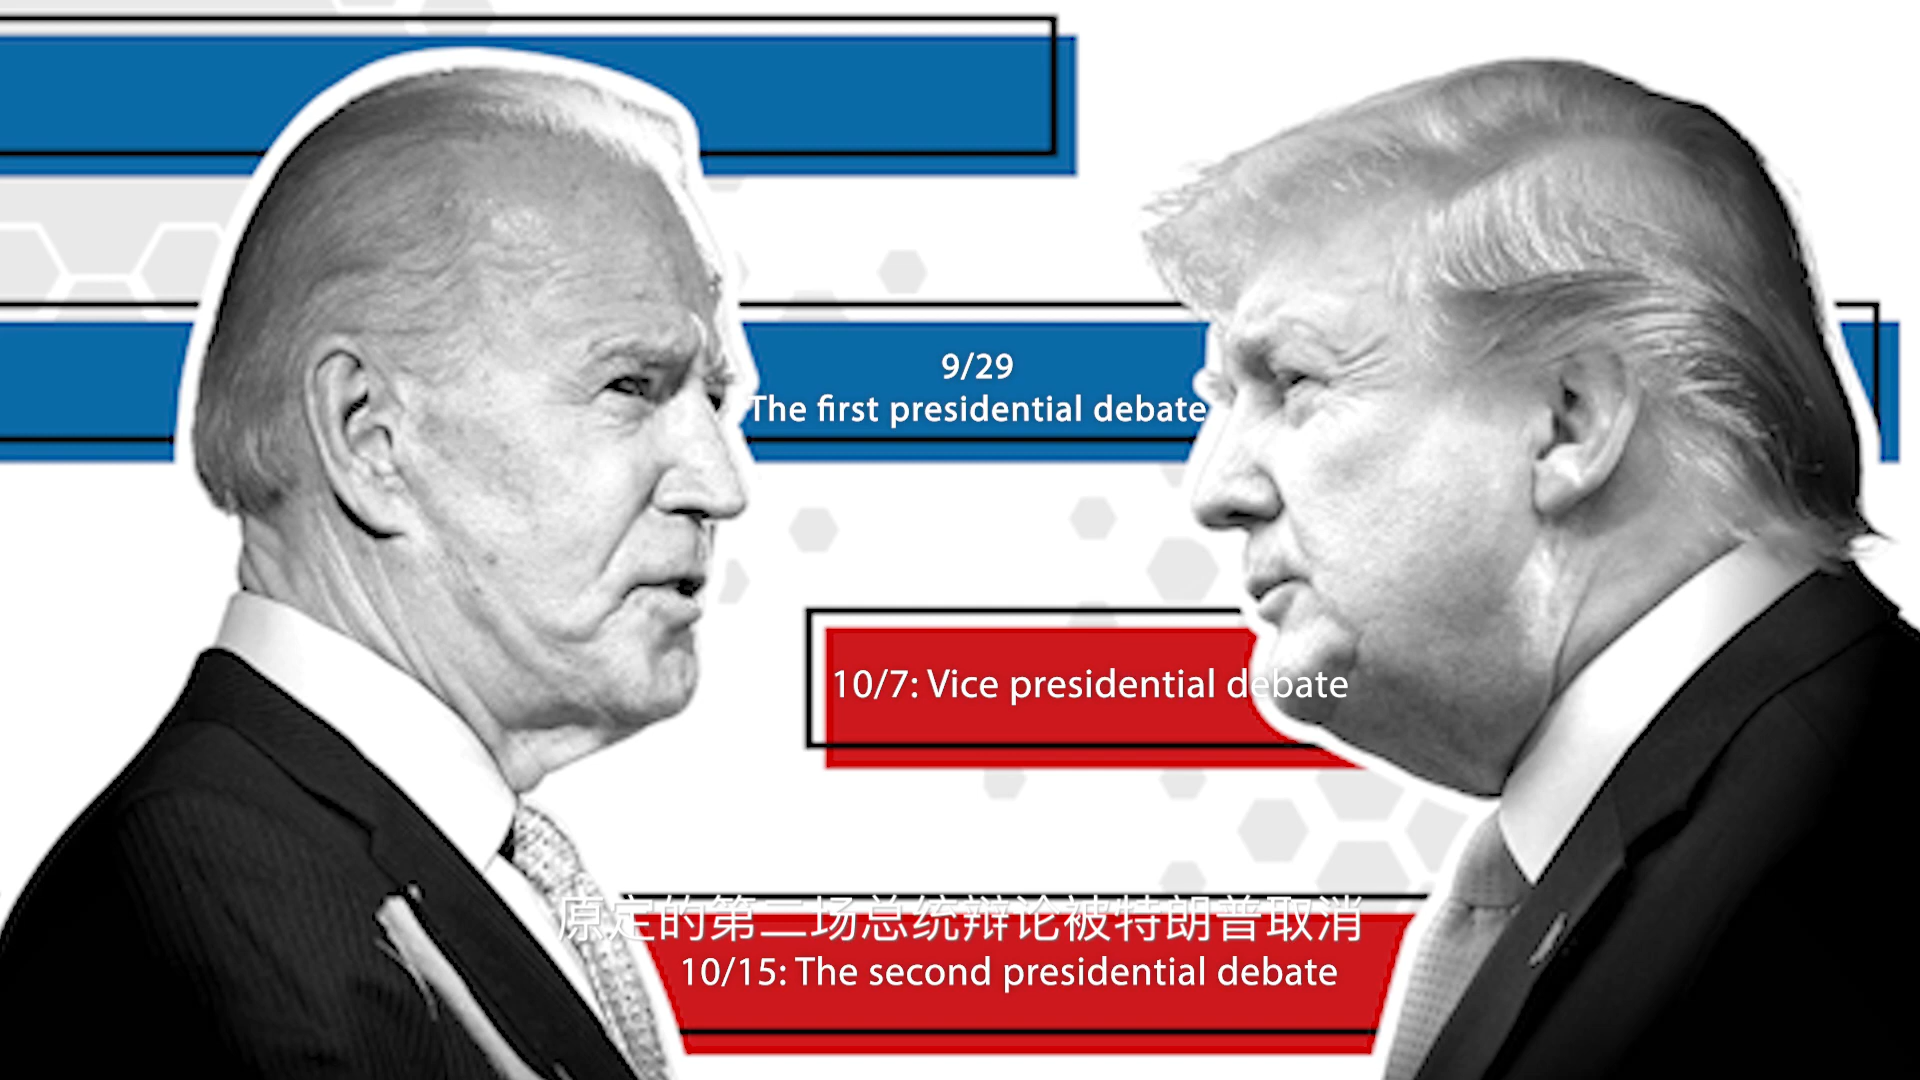 9/29
The first presidential debate
10/7: Vice presidential debate
原定的第二场总统辩论被特朗普取消
10/15: The second presidential debate